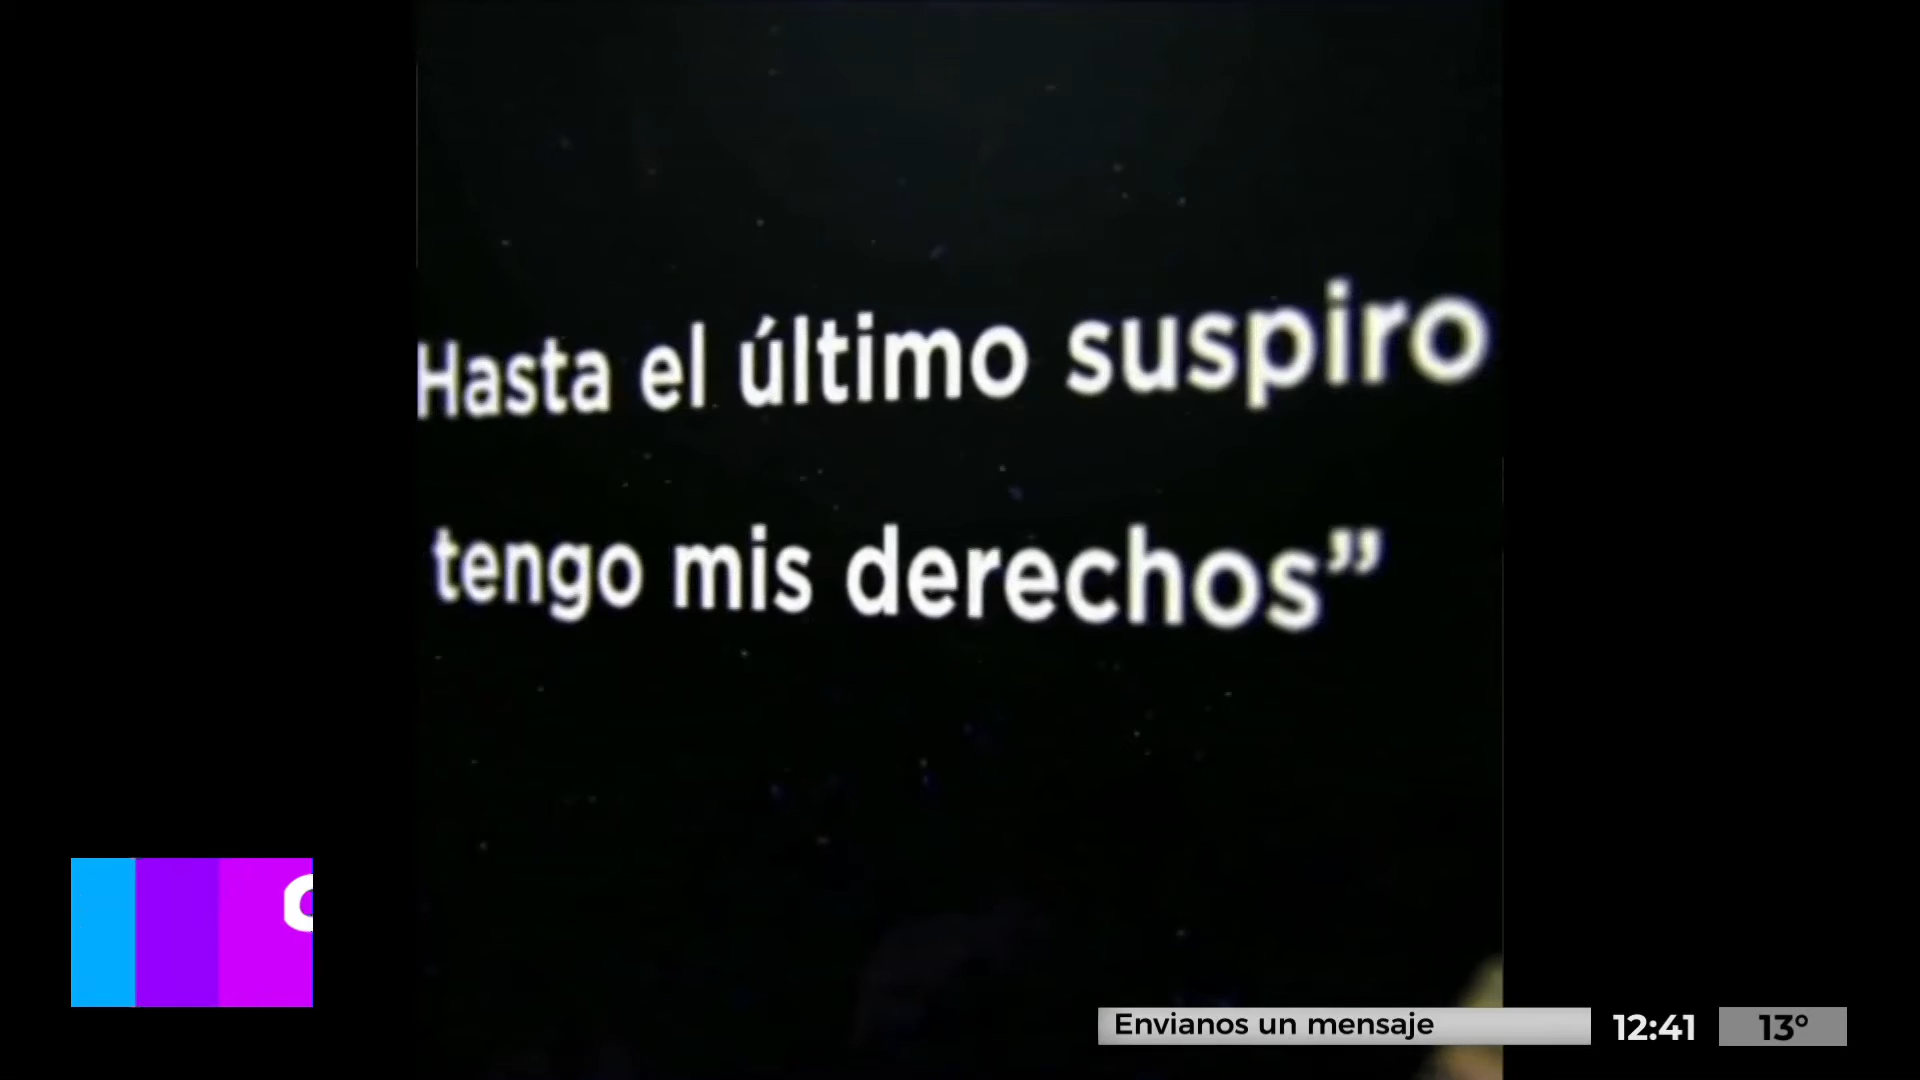 Hasta el último suspiro
tengo mis derechos”
Envianos un mensaje
12:41
13°